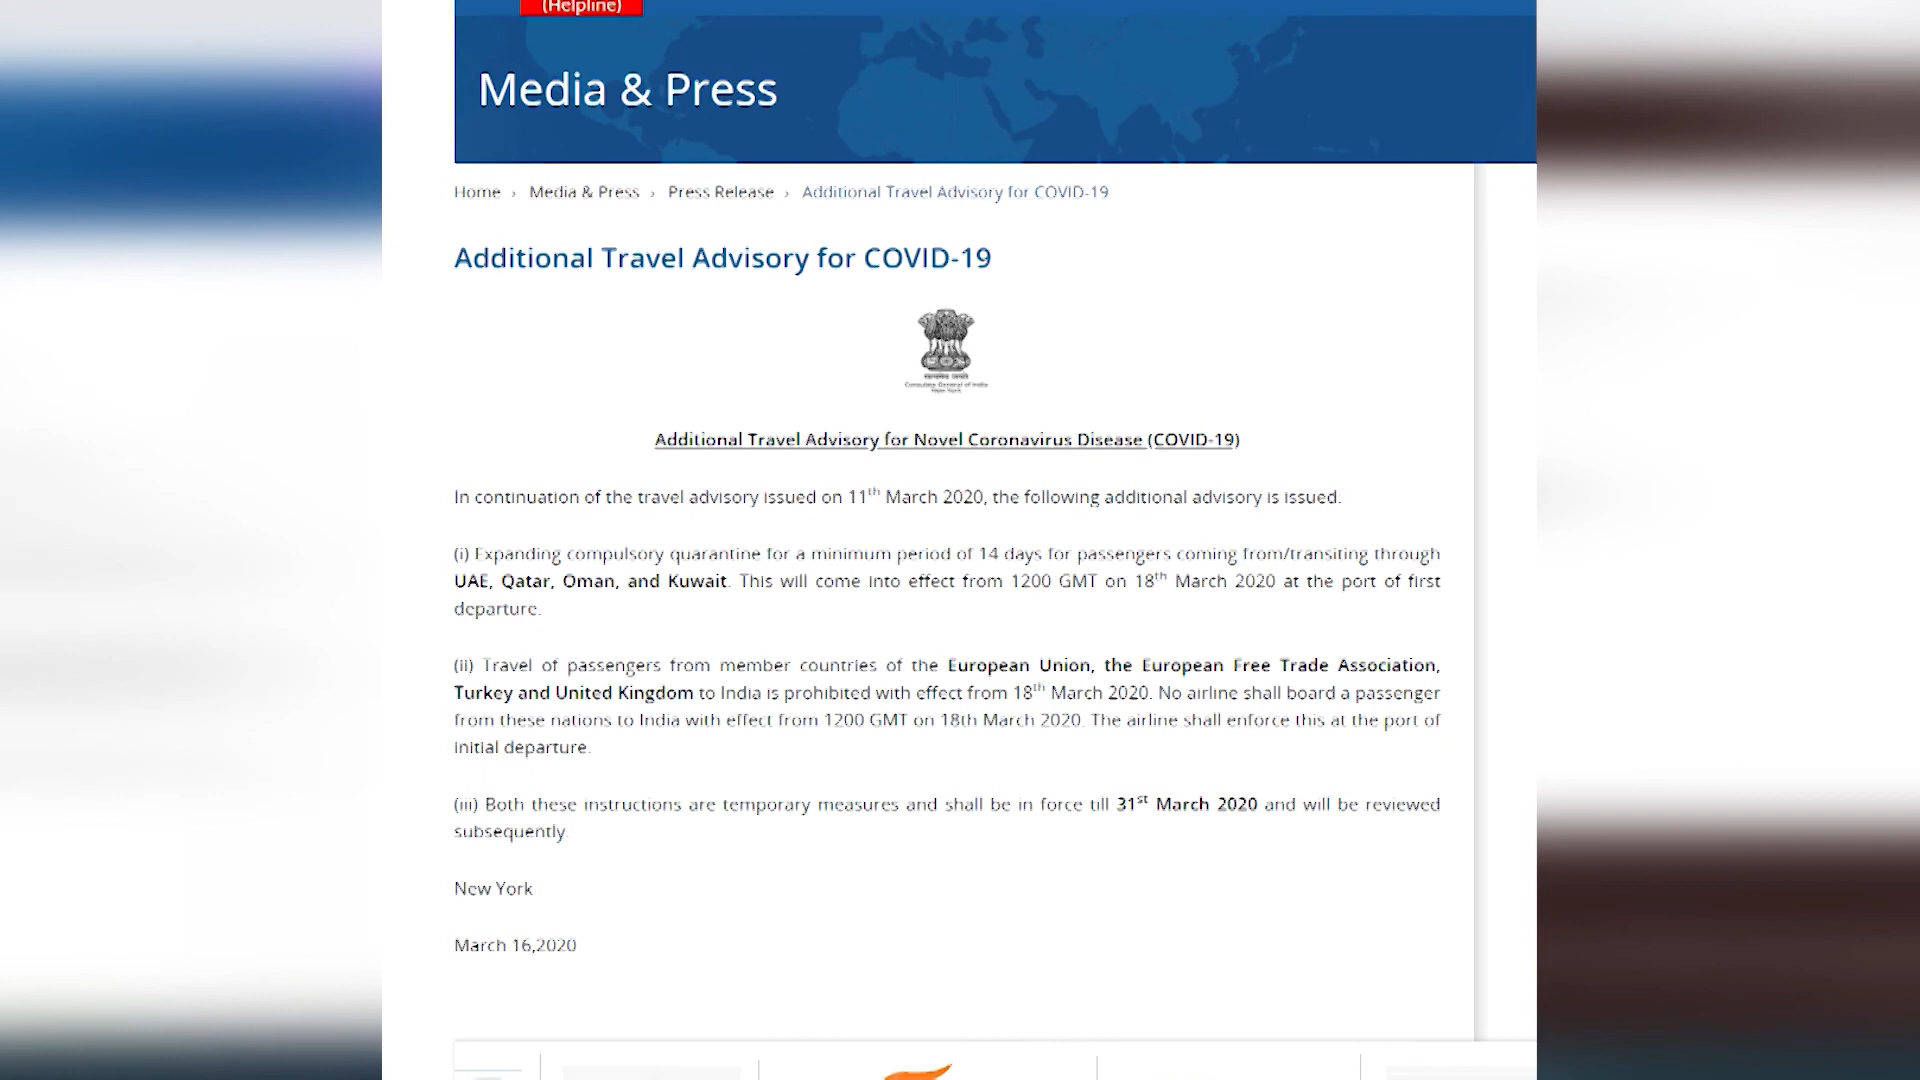 (Helpline)
Media & Press
Home › Media & Press › Press Release › Additional Travel Advisory for COVID-19
Additional Travel Advisory for COVID-19
Consulate General of India
New York
Additional Travel Advisory for Novel Coronavirus Disease (COVID-19)
In continuation of the travel advisory issued on 11th March 2020, the following additional advisory is issued.
(i) Expanding compulsory quarantine for a minimum period of 14 days for passengers coming from/transiting through
UAE, Qatar, Oman, and Kuwait. This will come into effect from 1200 GMT on 18th March 2020 at the port of first
departure.
(ii) Travel of passengers from member countries of the European Union, the European Free Trade Association,
Turkey and United Kingdom to India is prohibited with effect from 18th March 2020. No airline shall board a passenger
from these nations to India with effect from 1200 GMT on 18th March 2020. The airline shall enforce this at the port of
initial departure.
(iii) Both these instructions are temporary measures and shall be in force till 31st March 2020 and will be reviewed
subsequently
New York
March 16,2020